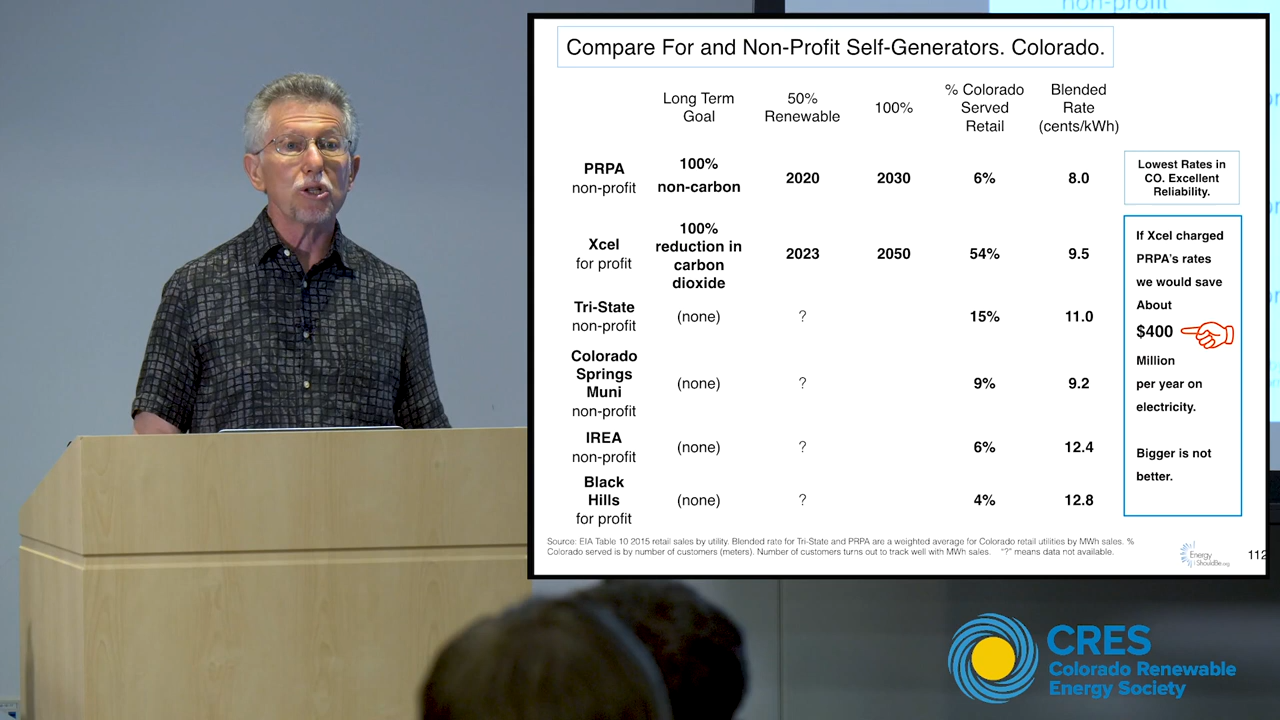 non-profit
Compare For and Non-Profit Self-Generators. Colorado.
Long Term
Goal
50%
Renewable
100%
% Colorado
Served
Retail
Blended
Rate
(cents/kWh)
PRPA
non-profit
100%
non-carbon
2020
2030
6%
8.0
Lowest Rates in
CO. Excellent
Reliability.
Xcel
for profit
100%
reduction in
carbon
dioxide
2023
2050
54%
9.5
Tri-State
non-profit
(none)
?
15%
11.0
Colorado
Springs
Muni
non-profit
(none)
?
9%
9.2
IREA
non-profit
(none)
?
6%
12.4
Black
Hills
for profit
(none)
?
4%
12.8
If Xcel charged
PRPA's rates
we would save
About
$400
Million
per year on
electricity.
Bigger is not
better.
Source: EIA Table 10 2015 retail sales by utility. Blended rate for Tri-State and PRPA are a weighted average for Colorado retail utilities by MWh sales. %
Colorado served is by number of customers (meters). Number of customers turns out to track well with MWh sales. "?" means data not available.
Energy
ShouldBe.org
112
CRES
Colorado Renewable
Energy Society